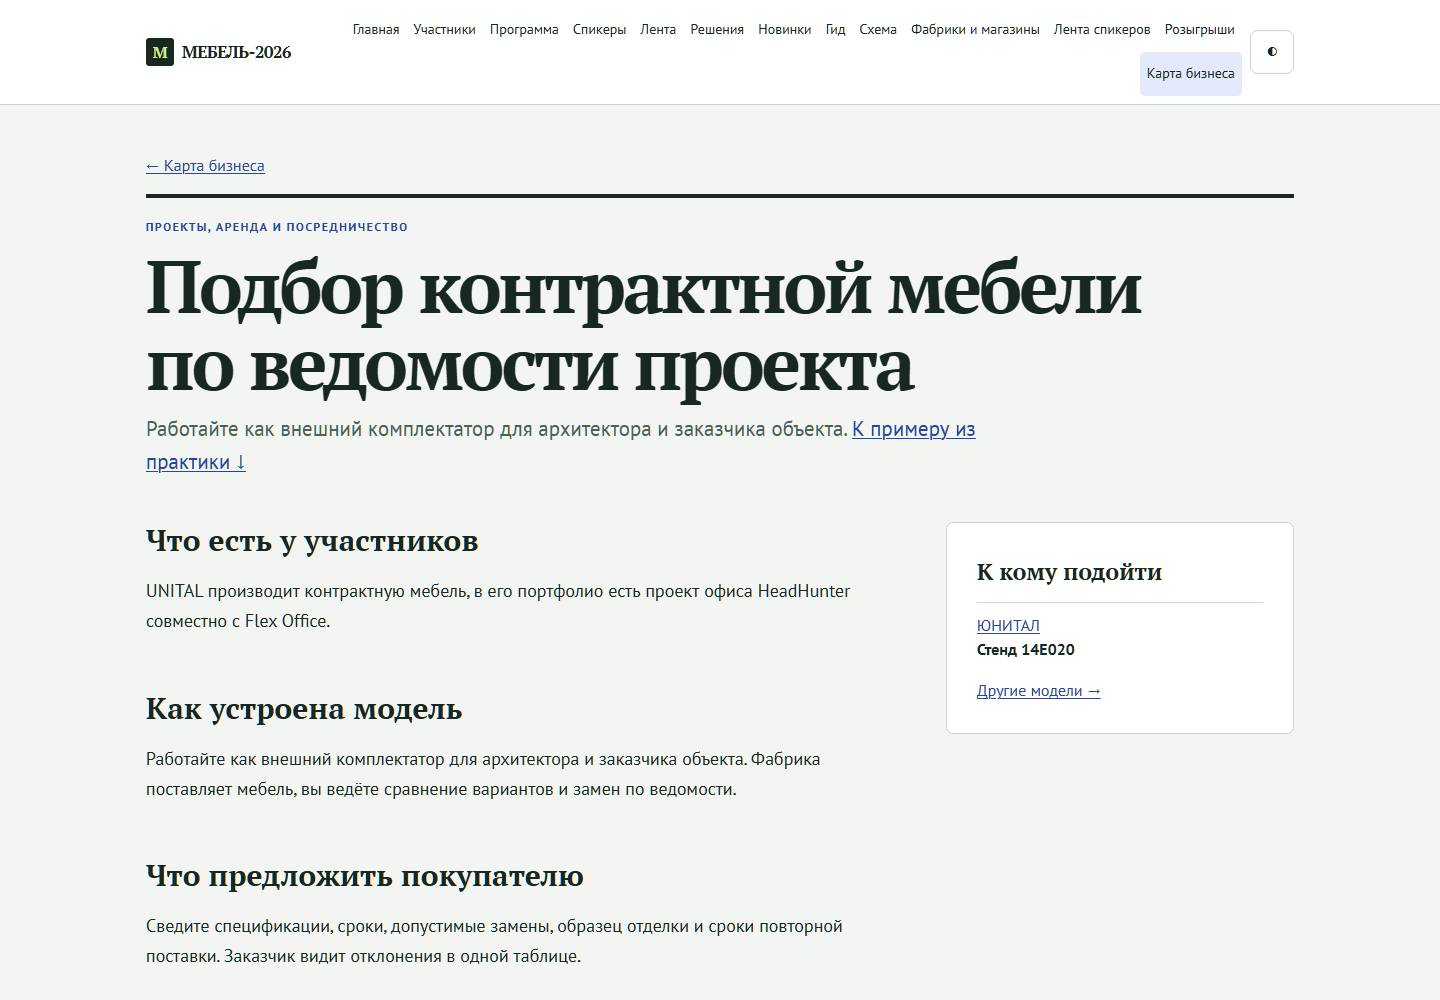 M МЕБЕЛЬ-2026
Главная Участники Программа Спикеры Лента Решения Новинки Гид Схема Фабрики и магазины Лента спикеров Розыгрыши
Карта бизнеса
← Карта бизнеса
ПРОЕКТЫ, АРЕНДА И ПОСРЕДНИЧЕСТВО
Подбор контрактной мебели
по ведомости проекта
Работайте как внешний комплектатор для архитектора и заказчика объекта. К примеру из
практики ↓
Что есть у участников
UNITAL производит контрактную мебель, в его портфолио есть проект офиса HeadHunter
совместно с Flex Office.
Как устроена модель
Работайте как внешний комплектатор для архитектора и заказчика объекта. Фабрика
поставляет мебель, вы ведёте сравнение вариантов и замен по ведомости.
Что предложить покупателю
Сведите спецификации, сроки, допустимые замены, образец отделки и сроки повторной
поставки. Заказчик видит отклонения в одной таблице.
К кому подойти
ЮНИТАЛ
Стенд 14E020
Другие модели →